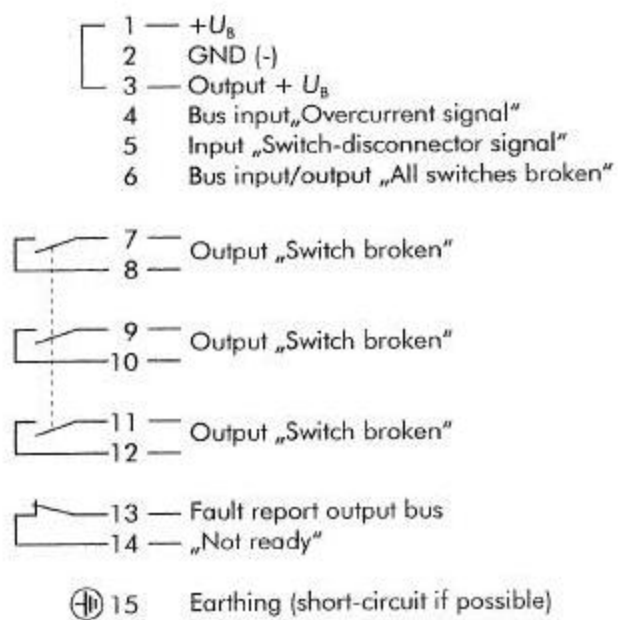 1 +U_B
2 GND (-)
3 Output + U_B
4 Bus input„Overcurrent signal“
5 Input „Switch-disconnector signal“
6 Bus input/output „All switches broken“
7 Output „Switch broken“
8
9 Output „Switch broken“
10
11 Output „Switch broken“
12
13 Fault report output bus
14 „Not ready“
15 Earthing (short-circuit if possible)